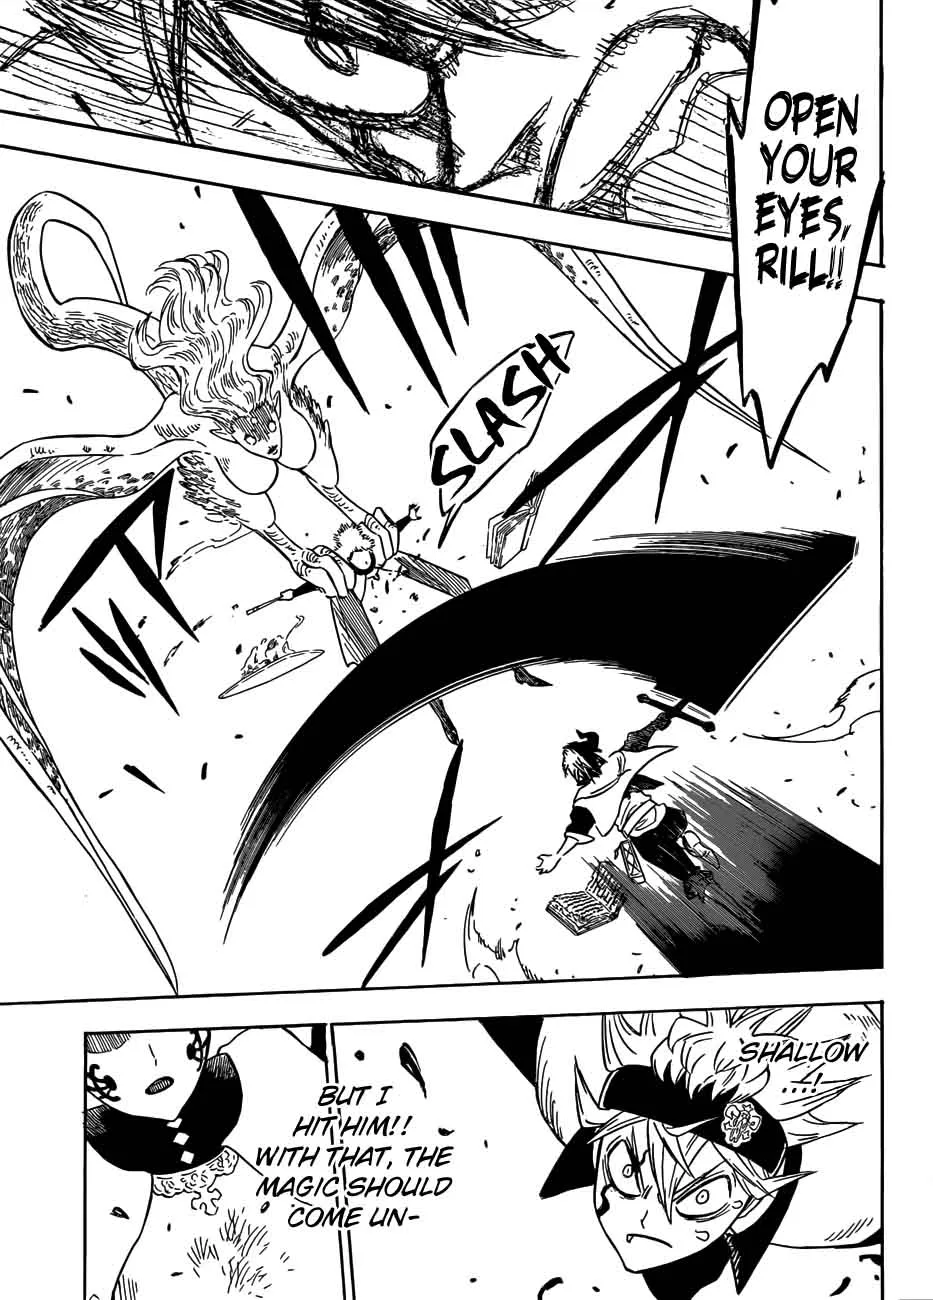 OPEN
YOUR
EYES,
RILL!!
SLASH
SHALLOW
....!
BUT I
HIT HIM!!
WITH THAT, THE
MAGIC SHOULD
COME UN-